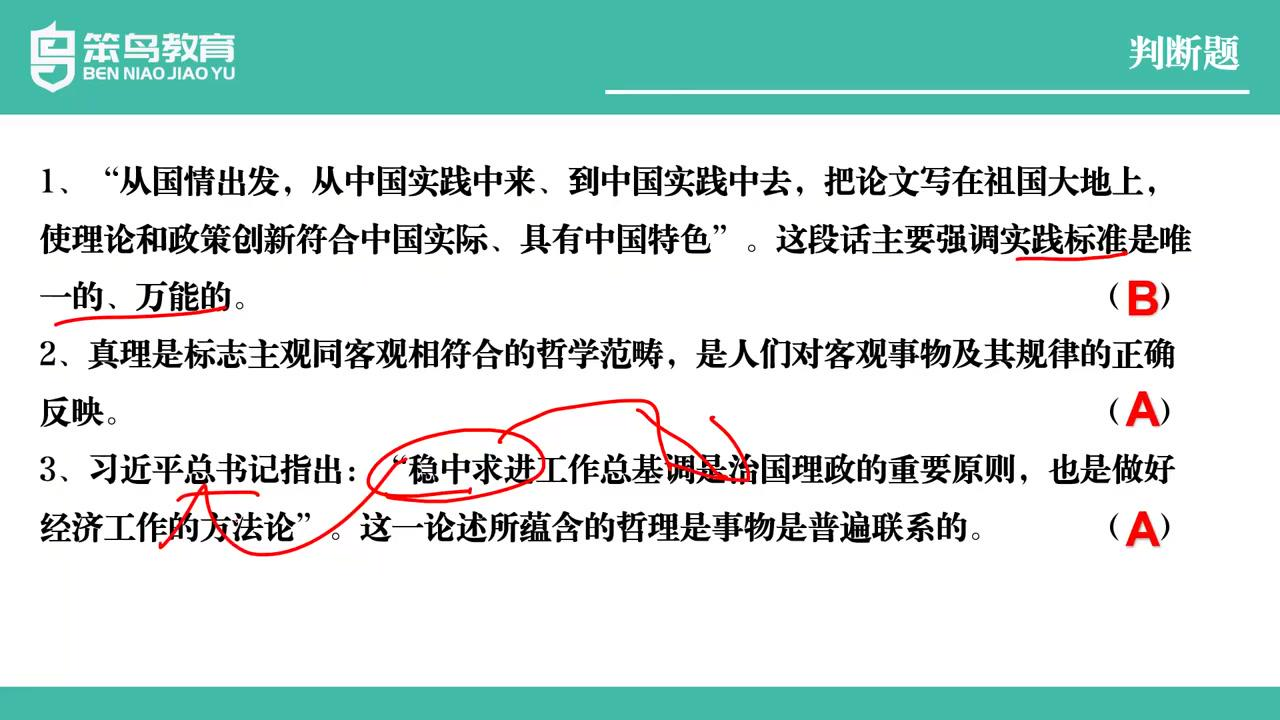 笨鸟教育
BEN NIAO JIAO YU
判断题
1、“从国情出发，从中国实践中来、到中国实践中去，把论文写在祖国大地上，
使理论和政策创新符合中国实际、具有中国特色”。这段话主要强调实践标准是唯
一的、万能的。（B）
2、真理是标志主观同客观相符合的哲学范畴，是人们对客观事物及其规律的正确
反映。（A）
3、习近平总书记指出：“稳中求进工作总基调是治国理政的重要原则，也是做好
经济工作的方法论”。这一论述所蕴含的哲理是事物是普遍联系的。（A）